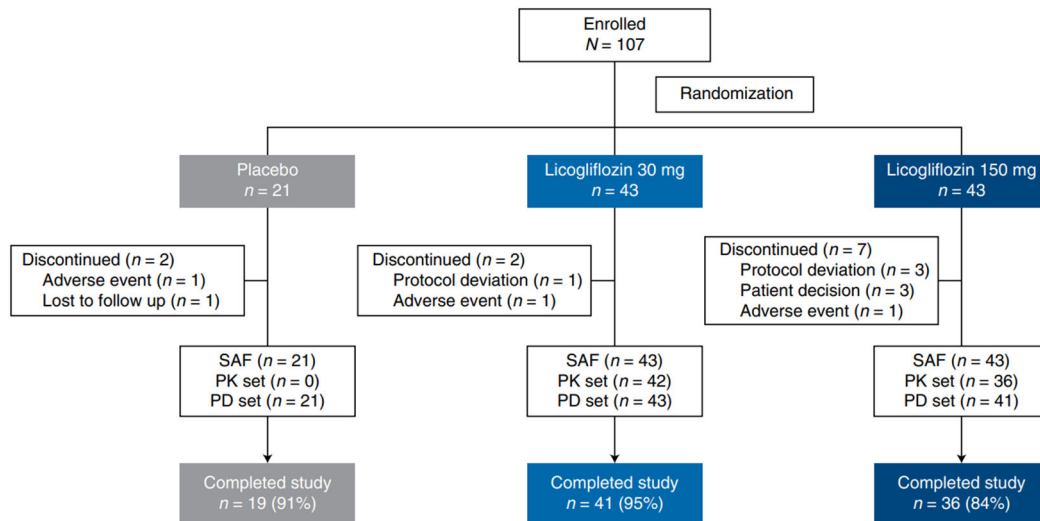 Enrolled
N = 107
Randomization
Placebo
n = 21
Licogliflozin 30 mg
n = 43
Licogliflozin 150 mg
n = 43
Discontinued (n = 2)
Adverse event (n = 1)
Lost to follow up (n = 1)
Discontinued (n = 2)
Protocol deviation (n = 1)
Adverse event (n = 1)
Discontinued (n = 7)
Protocol deviation (n = 3)
Patient decision (n = 3)
Adverse event (n = 1)
SAF (n = 21)
PK set (n = 0)
PD set (n = 21)
SAF (n = 43)
PK set (n = 42)
PD set (n = 43)
SAF (n = 43)
PK set (n = 36)
PD set (n = 41)
Completed study
n = 19 (91%)
Completed study
n = 41 (95%)
Completed study
n = 36 (84%)